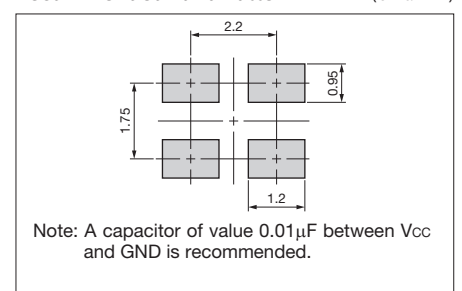 2.2
0.95
1.75
1.2
Note: A capacitor of value 0.01μF between Vcc
and GND is recommended.